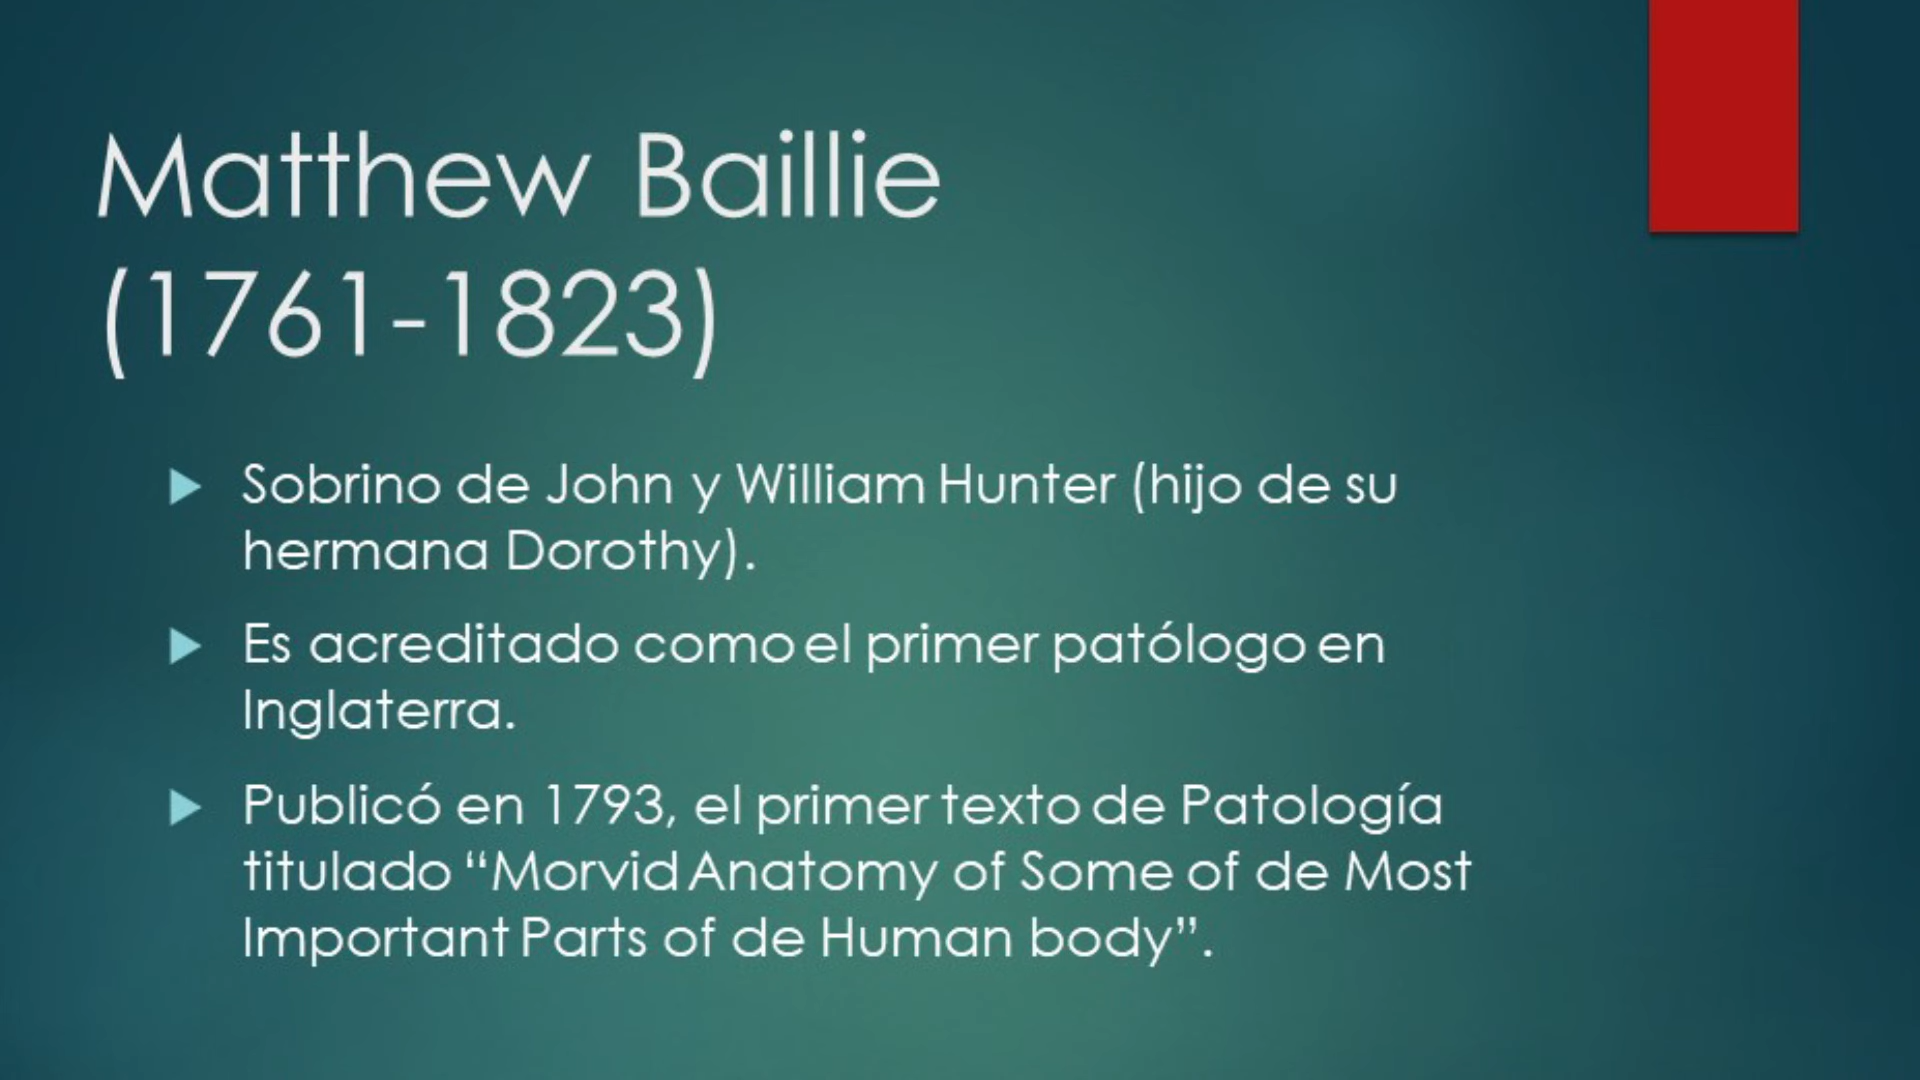 Matthew Baillie
(1761-1823)
Sobrino de John y William Hunter (hijo de su
hermana Dorothy).
Es acreditado como el primer patólogo en
Inglaterra.
Publicó en 1793, el primer texto de Patología
titulado “Morvid Anatomy of Some of de Most
Important Parts of de Human body”.